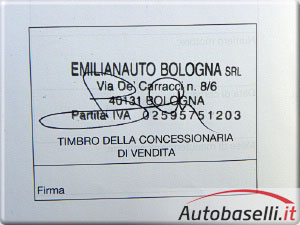 EMILIANAUTO BOLOGNA SRL
Via De' Carracci n. 8/6
40131 BOLOGNA
Partita IVA 02595751203
TIMBRO DELLA CONCESSIONARIA
DI VENDITA
Firma
Autobaselli.it